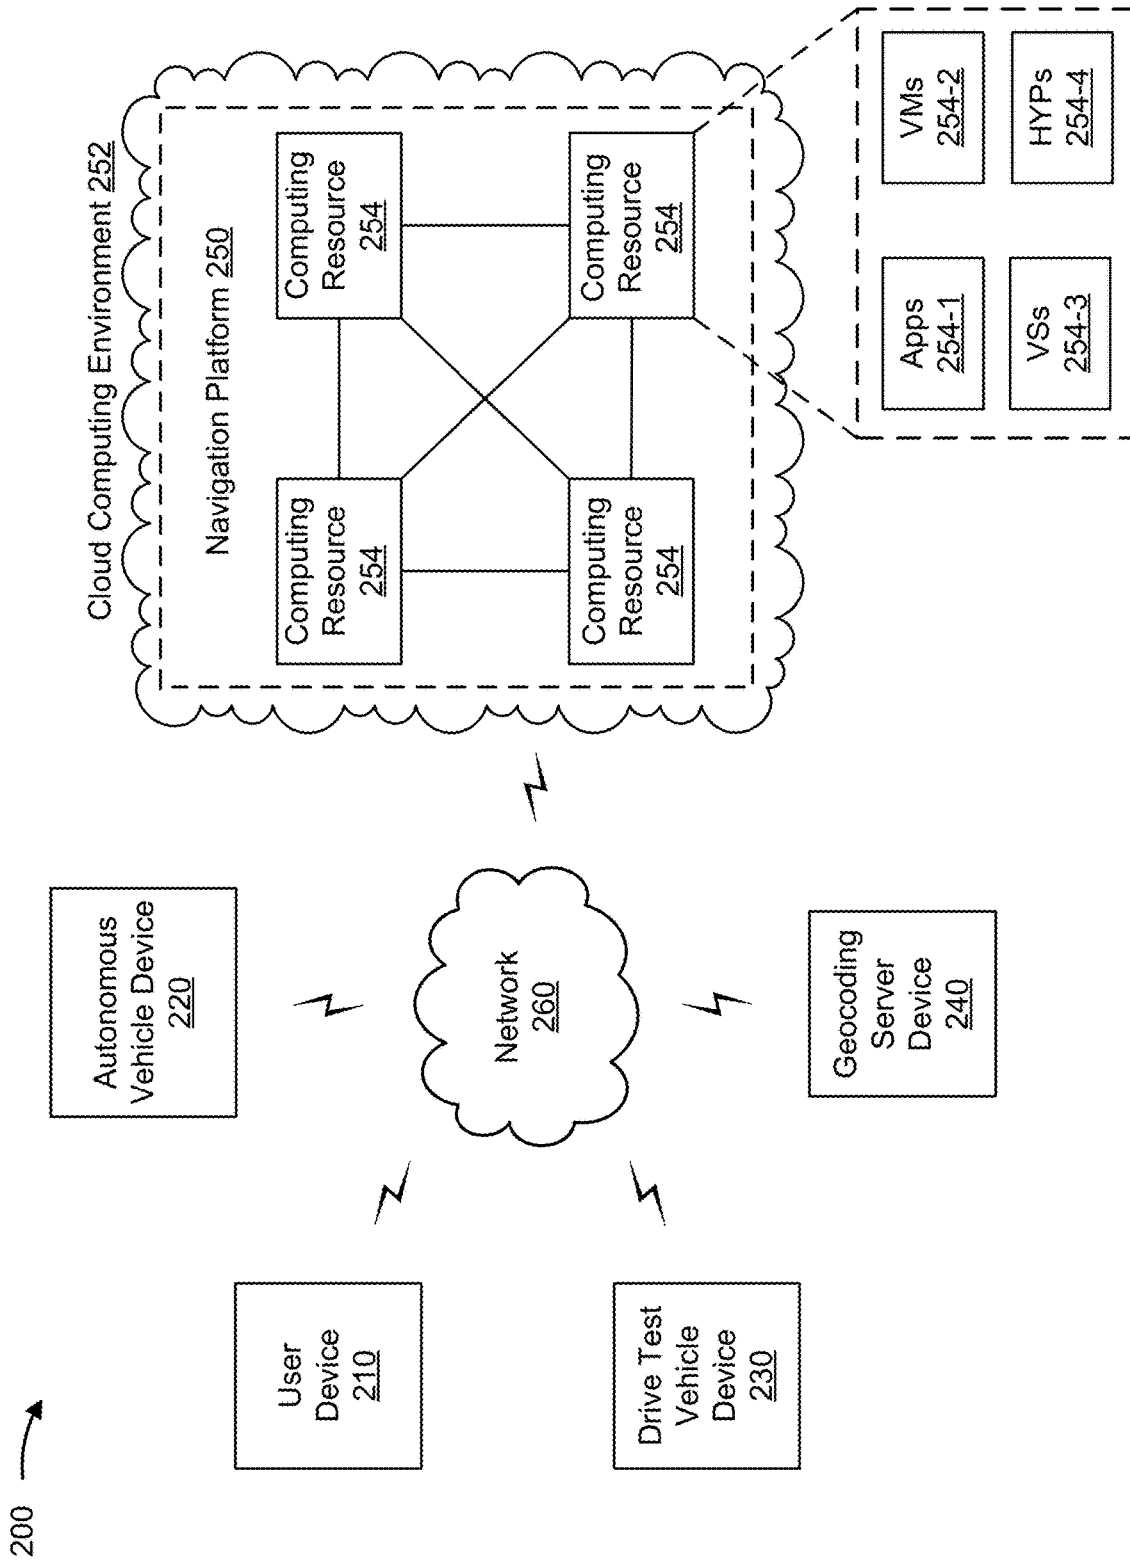 200
Cloud Computing Environment 252
Navigation Platform 250
Computing
Resource
254
Computing
Resource
254
Computing
Resource
254
Computing
Resource
254
Autonomous
Vehicle Device
220
User
Device
210
Network
260
Drive Test
Vehicle
Device
230
Geocoding
Server
Device
240
Apps
254-1
VMs
254-2
VSs
254-3
HYPs
254-4